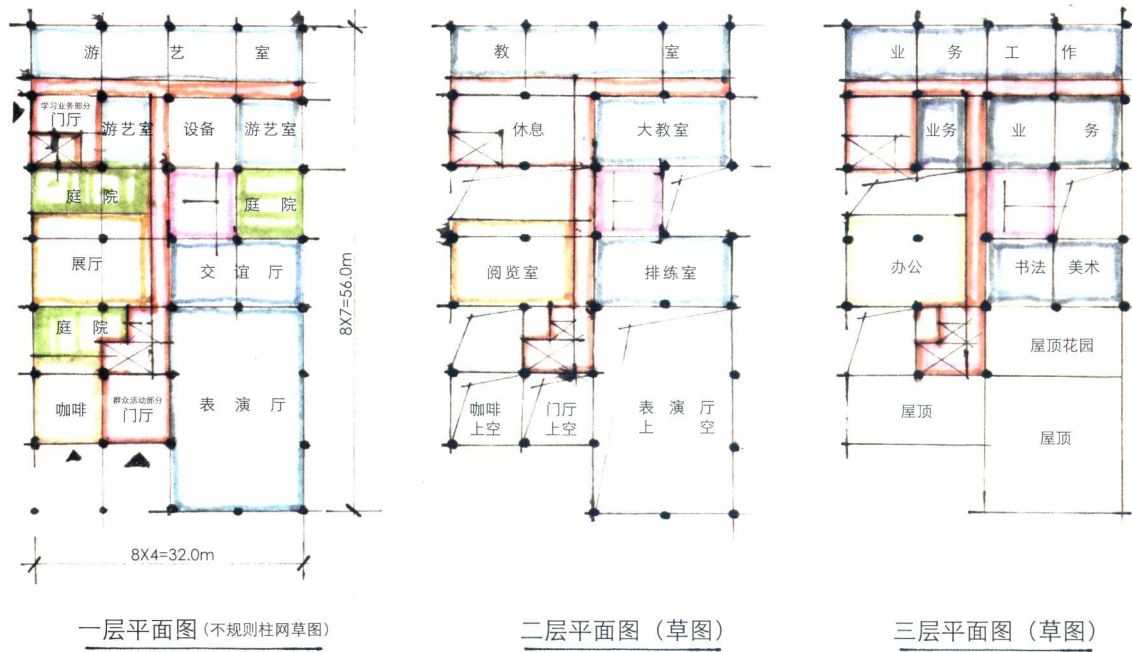 游艺室
学习业务部分
门厅
游艺室
设备
游艺室
庭院
庭院
展厅
交谊厅
庭院
咖啡
群众活动部分
门厅
表演厅
8X7=56.0m
8X4=32.0m
一层平面图(不规则柱网草图)
教室
休息
大教室
阅览室
排练室
咖啡
上空
门厅
上空
表演厅
上空
二层平面图(草图)
业务工作
业务
业务
办公
书法
美术
屋顶花园
屋顶
屋顶
三层平面图(草图)